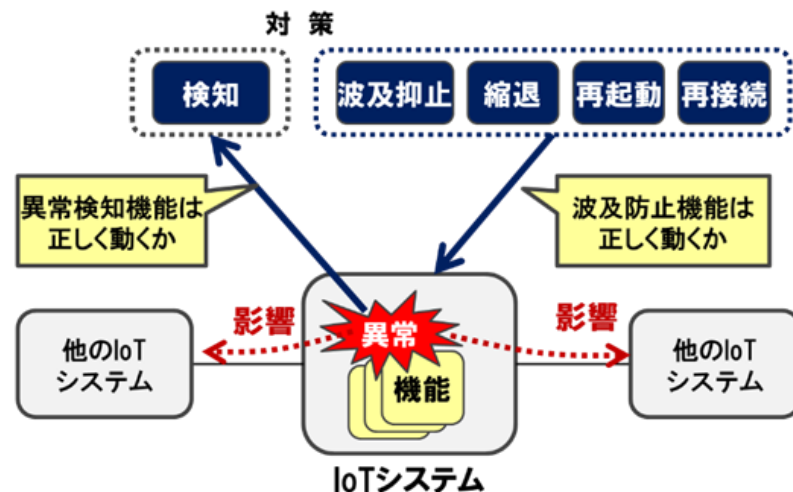 対 策
検知
波及抑止
縮退
再起動
再接続
異常検知機能は
正しく動くか
波及防止機能は
正しく動くか
影響
異常
影響
他のIoT
システム
機能
他のIoT
システム
IoTシステム